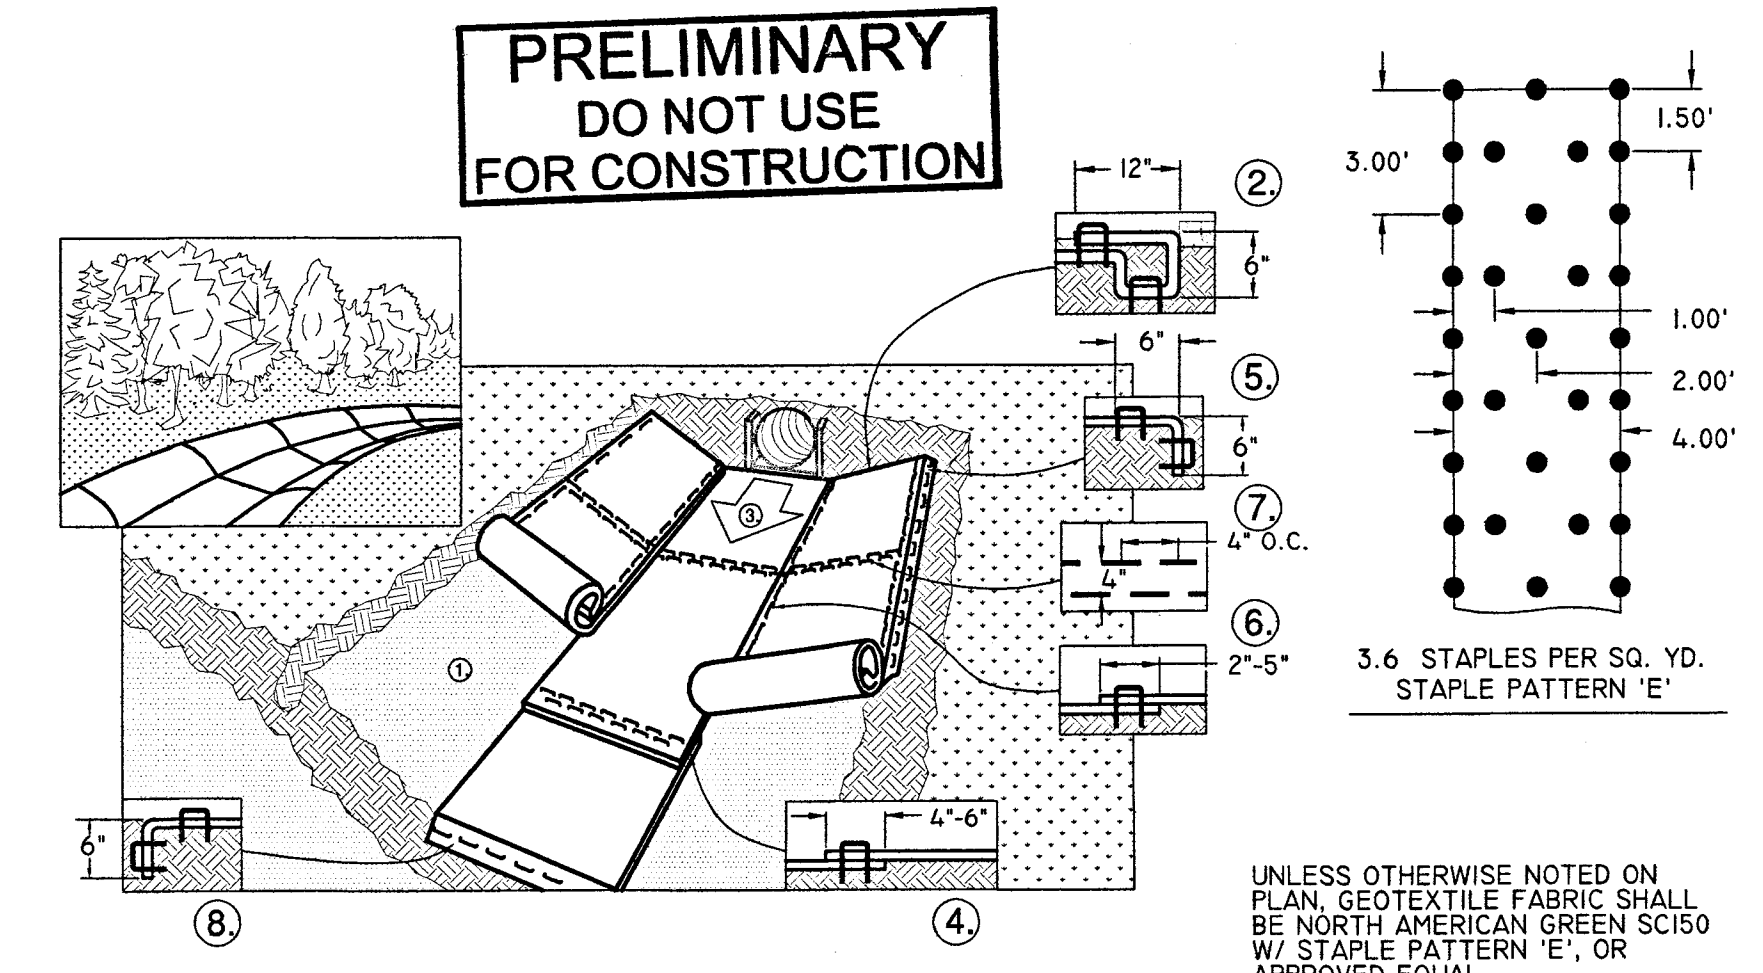 PRELIMINARY
DO NOT USE
FOR CONSTRUCTION
12"
2.
6"
6"
5.
6"
7.
4" O.C.
4"
6.
2"-5"
3.
1.
4"-6"
6"
8.
4.
3.00'
1.50'
1.00'
2.00'
4.00'
3.6 STAPLES PER SQ. YD.
STAPLE PATTERN 'E'
UNLESS OTHERWISE NOTED ON
PLAN, GEOTEXTILE FABRIC SHALL
BE NORTH AMERICAN GREEN SC150
W/ STAPLE PATTERN 'E', OR
APPROVED EQUAL